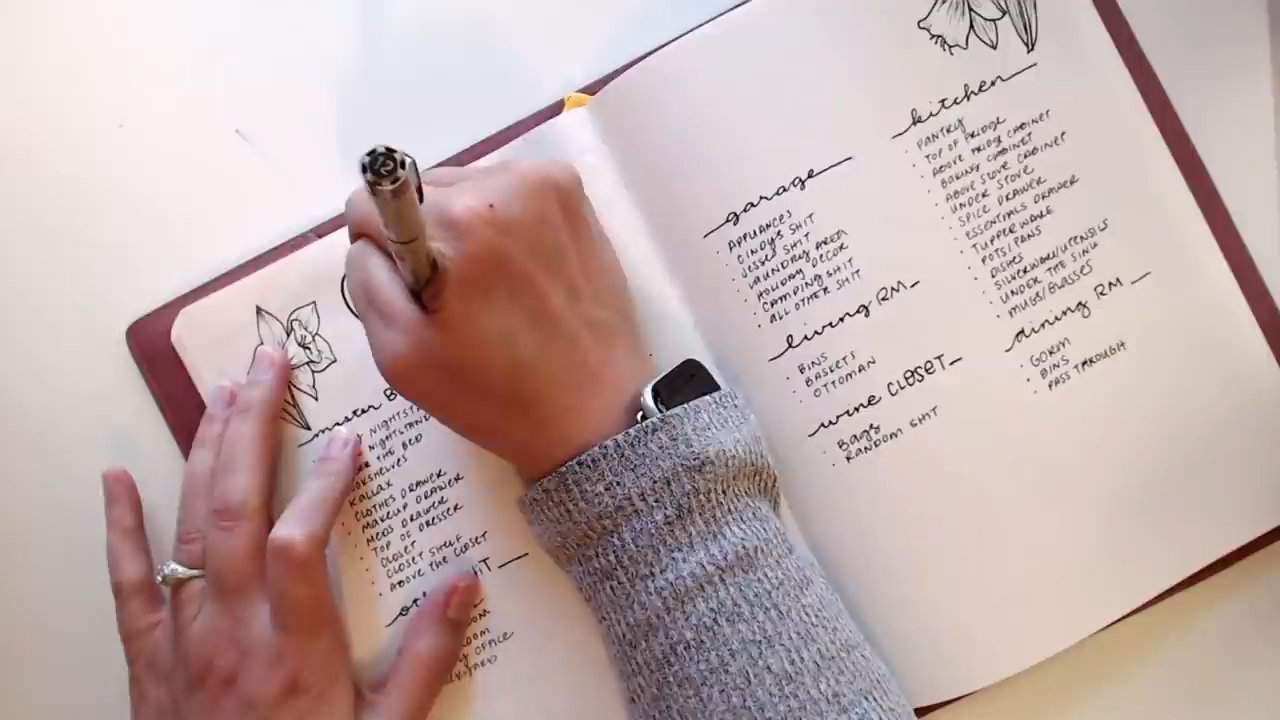 master B
NIGHTST
NIGHTSTAND
THE BED
KALLAX
CLOTHES DRAWER
MAKEUP DRAWER
MEDS DRAWER
TOP OF DRESSER
CLOSET
CLOSET SHELF
ABOVE THE CLOSET
OFFICE
garage
• APPLIANCES
• CINDY'S SHIT
• JESSE'S SHIT
• LAUNDRY AREA
• HOLIDAY DECOR
• CAMPING SHIT
• ALL OTHER SHIT
living RM
• BINS
• BASKETS
• OTTOMAN
wine CLOSET
• BAGS
• RANDOM SHIT
kitchen
• PANTRY
• TOP OF FRIDGE
• ABOVE FRIDGE CABINET
• BAKING CABINET
• ABOVE STOVE CABINET
• UNDER STOVE
• SPICE DRAWER
• ESSENTIALS DRAWER
• TUPPERWARE
• POTS/PANS
• DISHES
• SILVERWARE/UTENSILS
• UNDER THE SINK
• MUGS/GLASSES
dining RM
• GORM
• BINS
• PASS THROUGH